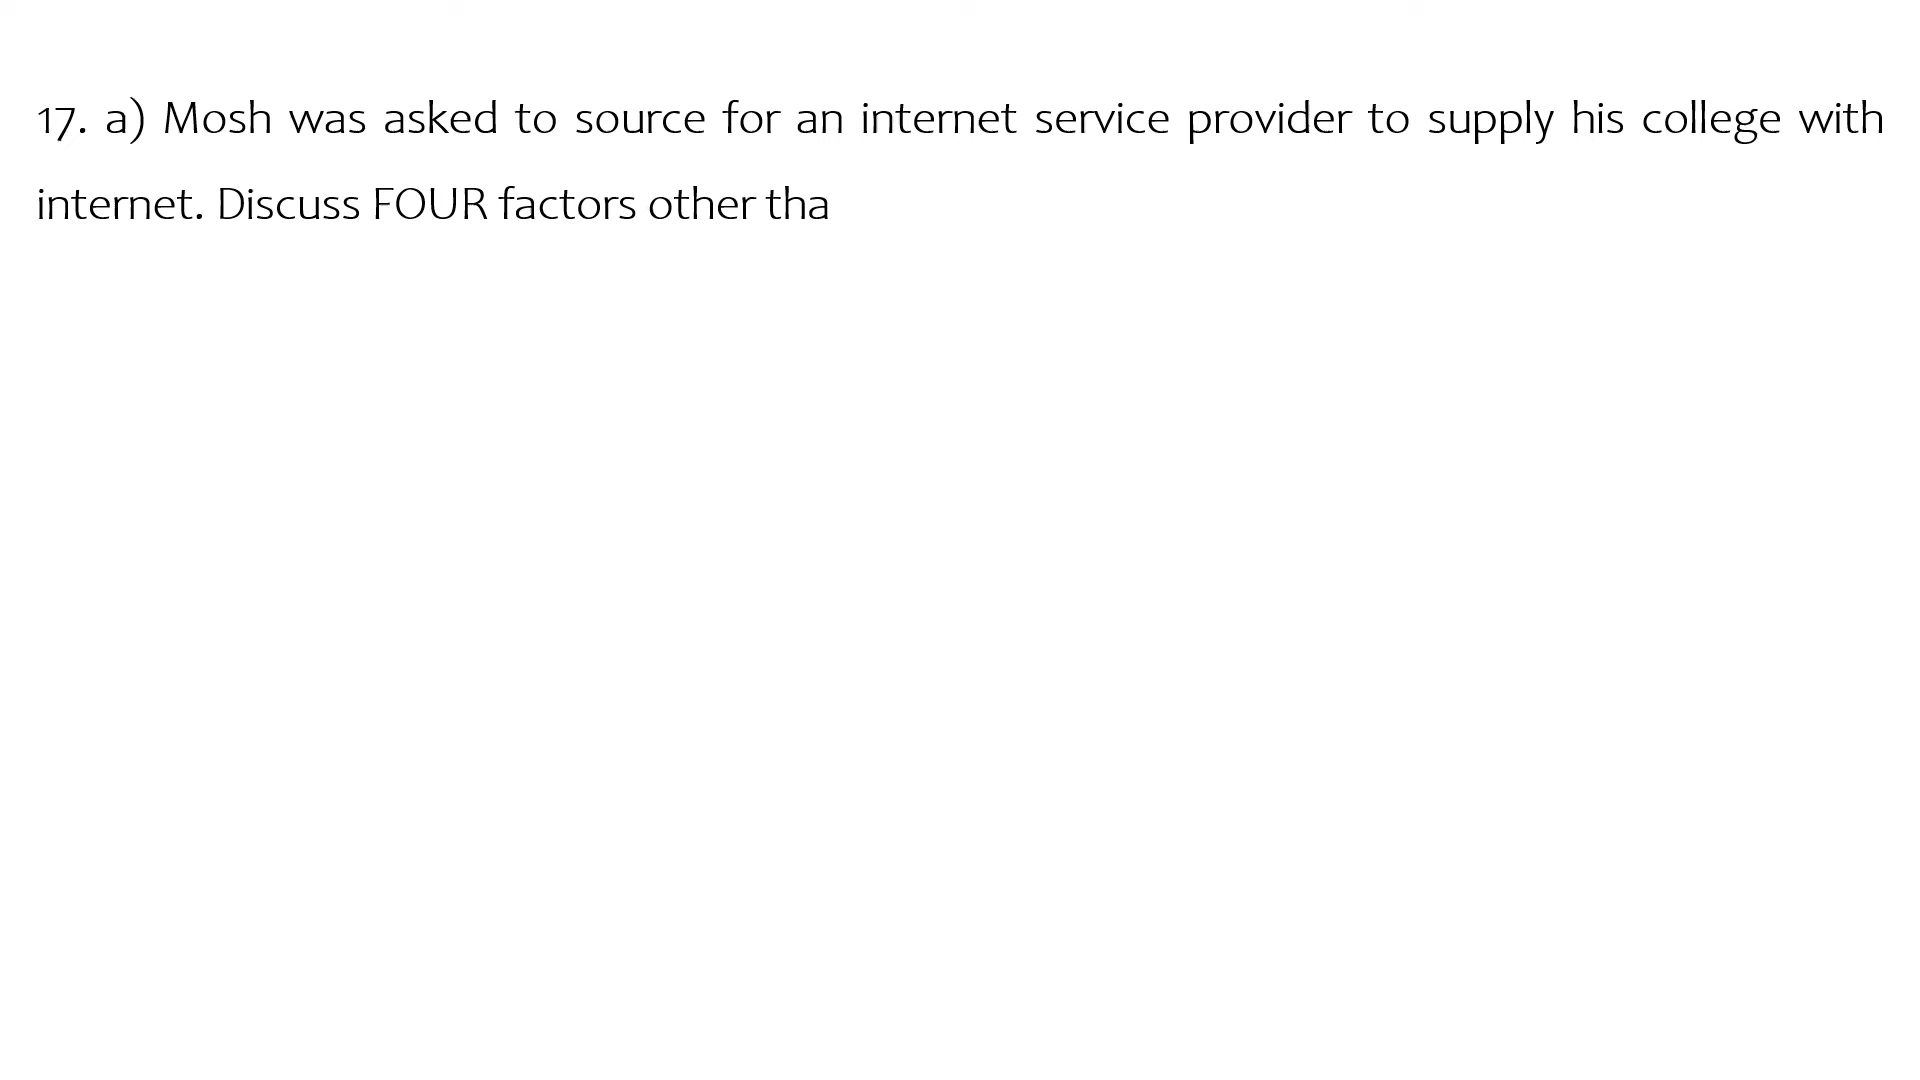 17. a) Mosh was asked to source for an internet service provider to supply his college with
internet. Discuss FOUR factors other tha